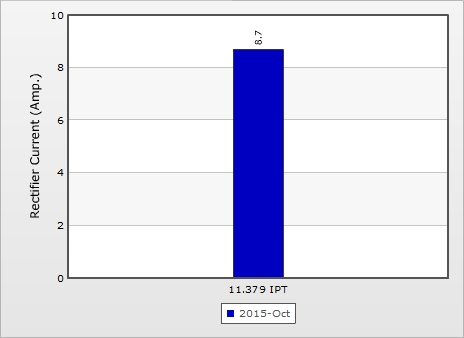 10
8
6
4
2
0
Rectifier Current (Amp.)
8.7
11.379 IPT
2015-Oct